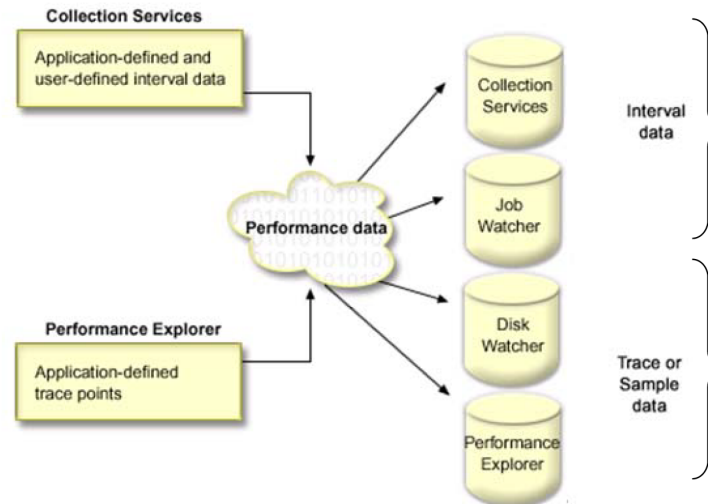 Collection Services
Application-defined and
user-defined interval data
Performance data
Performance Explorer
Application-defined
trace points
Collection
Services
Job
Watcher
Disk
Watcher
Performance
Explorer
Interval
data
Trace or
Sample
data